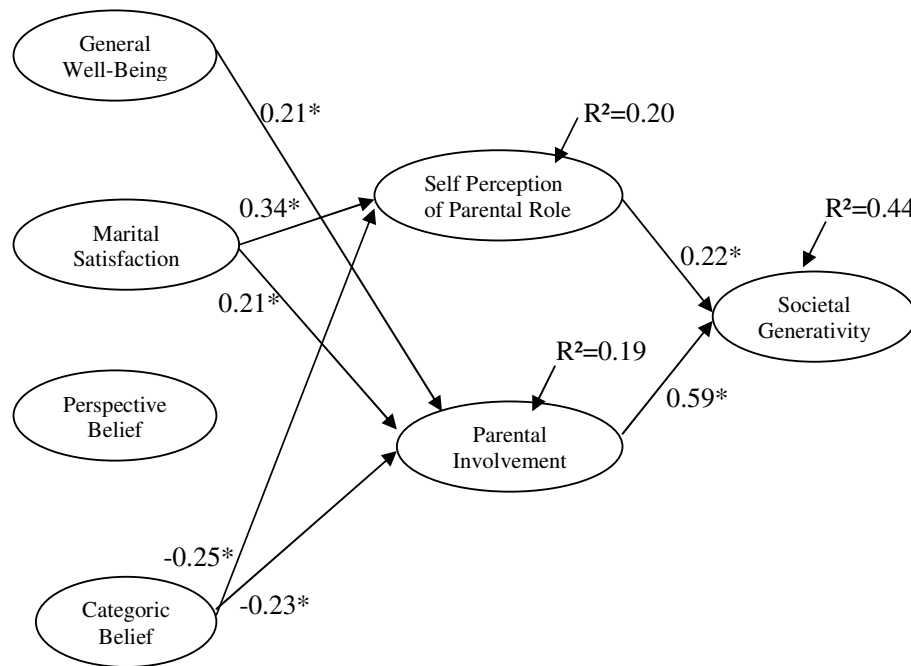 General
Well-Being
0.21*
R²=0.20
Self Perception
of Parental Role
0.34*
Marital
Satisfaction
0.21*
R²=0.44
0.22*
Societal
Generativity
R²=0.19
0.59*
Perspective
Belief
Parental
Involvement
-0.25*
-0.23*
Categoric
Belief